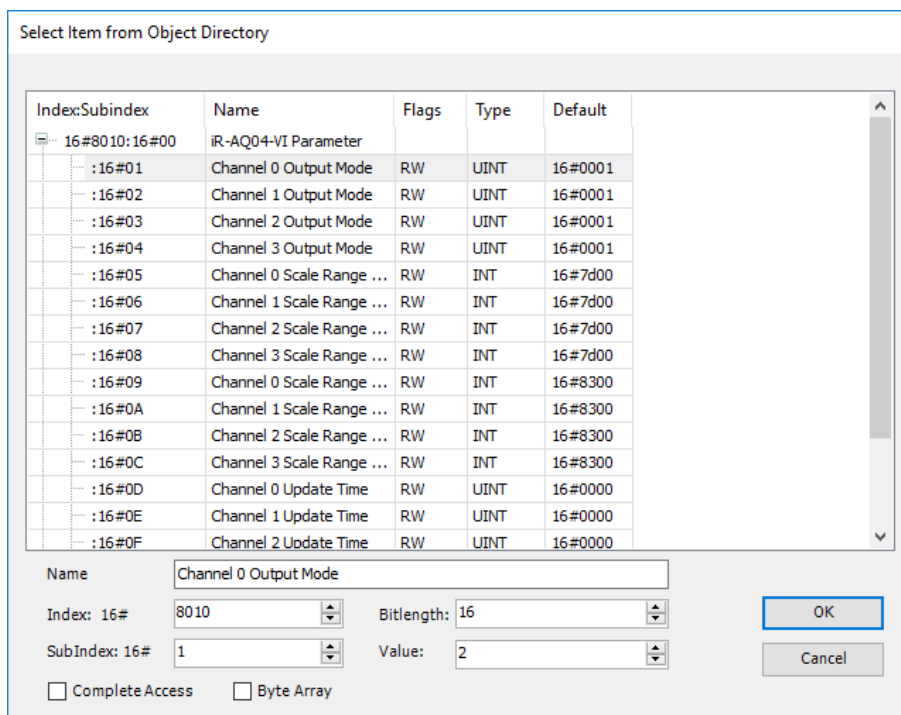 Select Item from Object Directory
Index:Subindex Name Flags Type Default
16#8010:16#00 iR-AQ04-VI Parameter
:16#01 Channel 0 Output Mode RW UINT 16#0001
:16#02 Channel 1 Output Mode RW UINT 16#0001
:16#03 Channel 2 Output Mode RW UINT 16#0001
:16#04 Channel 3 Output Mode RW UINT 16#0001
:16#05 Channel 0 Scale Range ... RW INT 16#7d00
:16#06 Channel 1 Scale Range ... RW INT 16#7d00
:16#07 Channel 2 Scale Range ... RW INT 16#7d00
:16#08 Channel 3 Scale Range ... RW INT 16#7d00
:16#09 Channel 0 Scale Range ... RW INT 16#8300
:16#0A Channel 1 Scale Range ... RW INT 16#8300
:16#0B Channel 2 Scale Range ... RW INT 16#8300
:16#0C Channel 3 Scale Range ... RW INT 16#8300
:16#0D Channel 0 Update Time RW UINT 16#0000
:16#0E Channel 1 Update Time RW UINT 16#0000
:16#0F Channel 2 Update Time RW UINT 16#0000
Name Channel 0 Output Mode
Index: 16# 8010 Bitlength: 16 OK
SubIndex: 16# 1 Value: 2 Cancel
Complete Access Byte Array